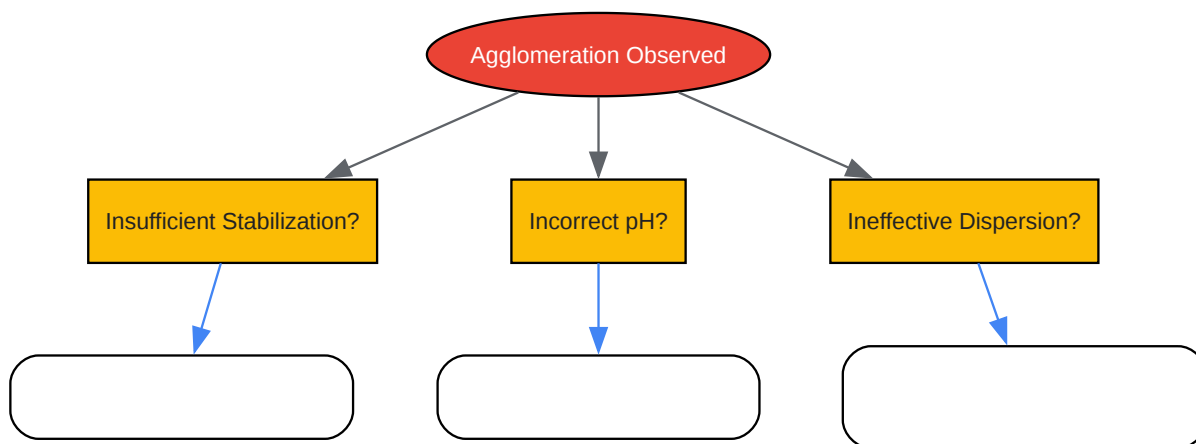 Agglomeration Observed
Insufficient Stabilization?
Incorrect pH?
Ineffective Dispersion?